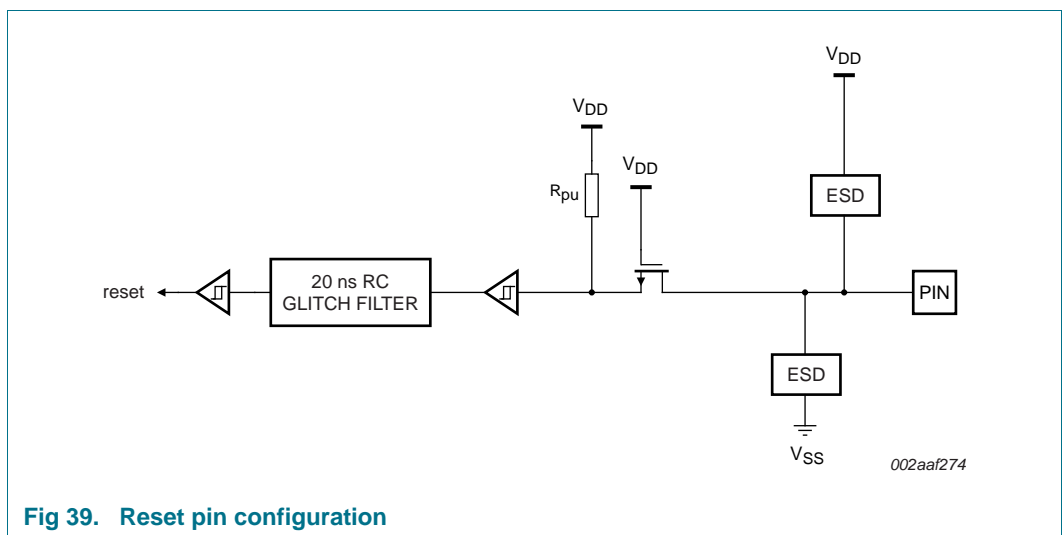 VDD
VDD
VDD
Rpu
ESD
reset
20 ns RC
GLITCH FILTER
PIN
ESD
VSS
002aaf274
Fig 39. Reset pin configuration